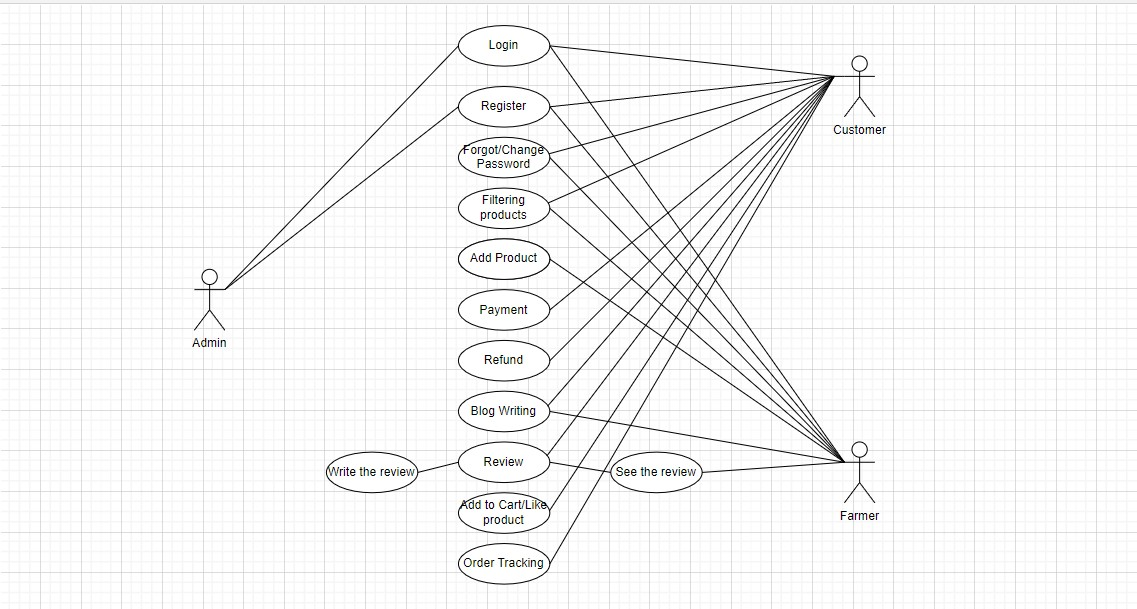 Login
Register
Customer
Forgot/Change
Password
Filtering
products
Add Product
Payment
Admin
Refund
Blog Writing
Review
Write the review
See the review
Add to Cart/Like
product
Farmer
Order Tracking